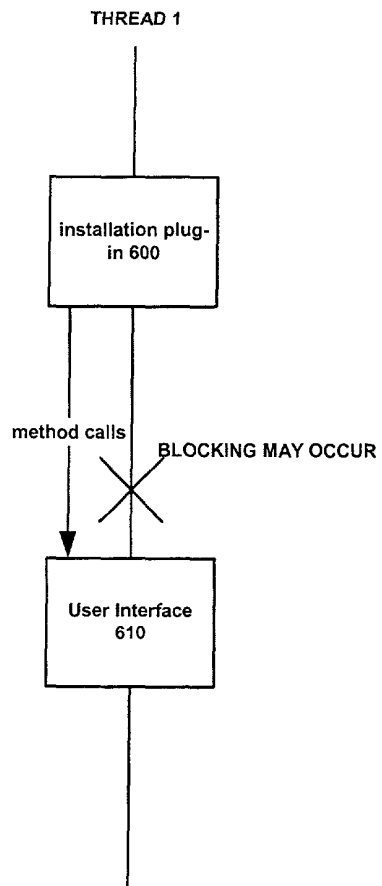 THREAD 1
installation plug-
in 600
method calls
BLOCKING MAY OCCUR
User Interface
610